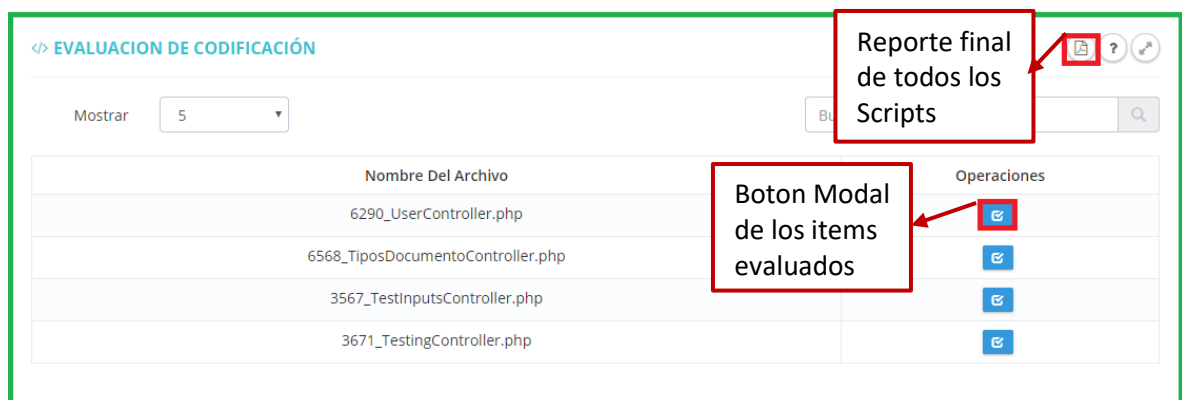 </> EVALUACION DE CODIFICACIÓN
Reporte final
de todos los
Scripts
?
Mostrar
5
Bu
Nombre Del Archivo
Operaciones
Boton Modal
de los items
evaluados
6290_UserController.php
6568_TiposDocumentoController.php
3567_TestInputsController.php
3671_TestingController.php